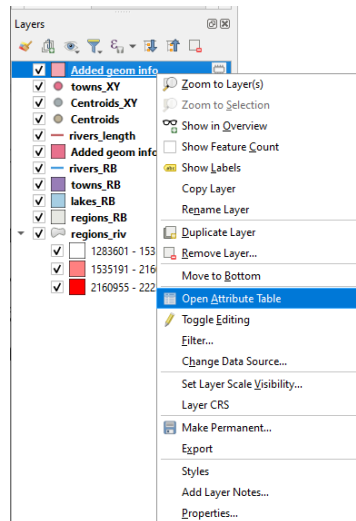 Layers
Added geom info
towns_XY
Centroids_XY
Centroids
rivers_length
Added geom info
rivers_RB
towns_RB
lakes_RB
regions_RB
regions_riv
1283601 - 153
1535191 - 216
2160955 - 222
Zoom to Layer(s)
Zoom to Selection
Show in Overview
Show Feature Count
abc Show Labels
Copy Layer
Rename Layer
Duplicate Layer
Remove Layer...
Move to Bottom
Open Attribute Table
Toggle Editing
Filter...
Change Data Source...
Set Layer Scale Visibility...
Layer CRS
Make Permanent...
Export
Styles
Add Layer Notes...
Properties...